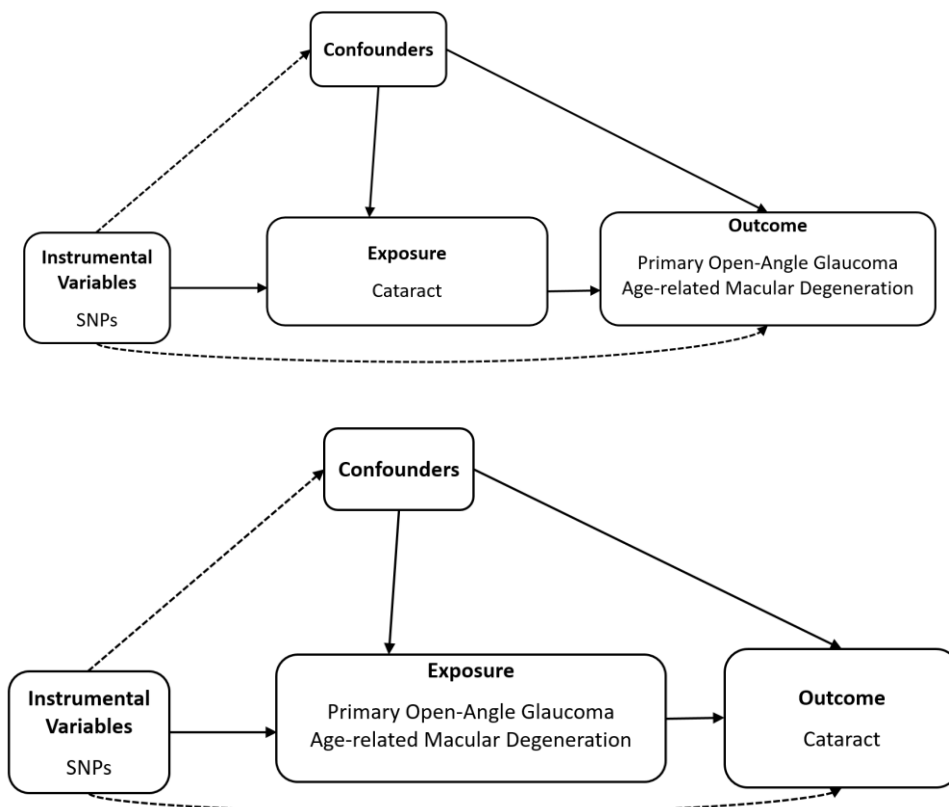 Confounders
Instrumental
Variables
SNPs
Exposure
Cataract
Outcome
Primary Open-Angle Glaucoma
Age-related Macular Degeneration
Confounders
Instrumental
Variables
SNPs
Exposure
Primary Open-Angle Glaucoma
Age-related Macular Degeneration
Outcome
Cataract